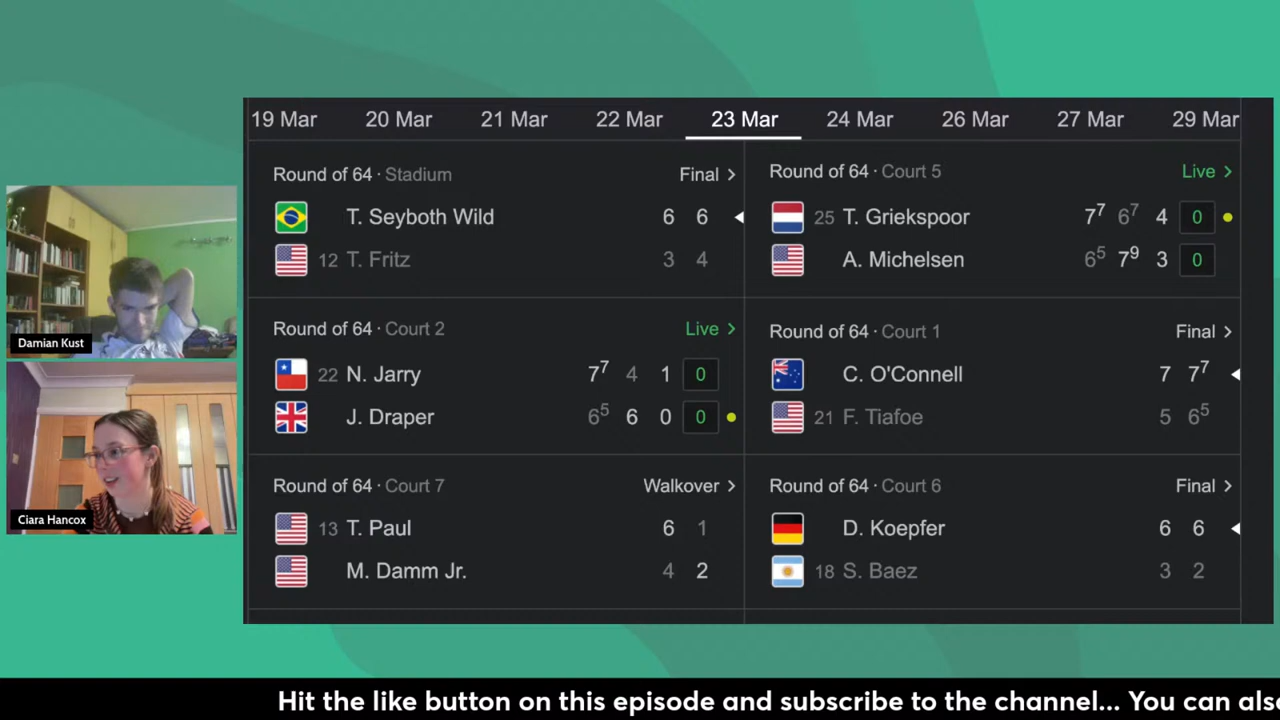 19 Mar 20 Mar 21 Mar 22 Mar 23 Mar 24 Mar 26 Mar 27 Mar 29 Mar
Round of 64 · Stadium Final
T. Seyboth Wild 6 6
12 T. Fritz 3 4
Round of 64 · Court 5 Live
25 T. Griekspoor 7⁷ 6⁷ 4 0
A. Michelsen 6⁵ 7⁹ 3 0
Round of 64 · Court 2 Live
22 N. Jarry 7⁷ 4 1 0
J. Draper 6⁵ 6 0 0
Round of 64 · Court 1 Final
C. O'Connell 7 7⁷
21 F. Tiafoe 5 6⁵
Round of 64 · Court 7 Walkover
13 T. Paul 6 1
M. Damm Jr. 4 2
Round of 64 · Court 6 Final
D. Koepfer 6 6
18 S. Baez 3 2
Damian Kust
Ciara Hancox
Hit the like button on this episode and subscribe to the channel... You can also